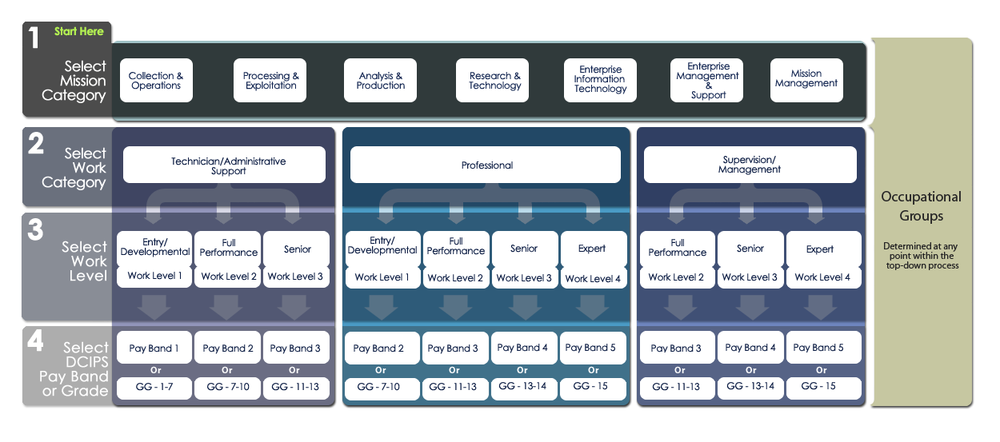 1
Start Here
Select
Mission
Category
Collection &
Operations
Processing &
Exploitation
Analysis &
Production
Research &
Technology
Enterprise
Information
Technology
Enterprise
Management
&
Support
Mission
Management
2
Select
Work
Category
Technician/Administrative
Support
Professional
Supervision/
Management
3
Select
Work
Level
Entry/
Developmental
Work Level 1
Full
Performance
Work Level 2
Senior
Work Level 3
Entry/
Developmental
Work Level 1
Full
Performance
Work Level 2
Senior
Work Level 3
Expert
Work Level 4
Full
Performance
Work Level 2
Senior
Work Level 3
Expert
Work Level 4
4
Select
DCIPS
Pay Band
or Grade
Pay Band 1
Or
GG - 1-7
Pay Band 2
Or
GG - 7-10
Pay Band 3
Or
GG - 11-13
Pay Band 2
Or
GG - 7-10
Pay Band 3
Or
GG - 11-13
Pay Band 4
Or
GG - 13-14
Pay Band 5
Or
GG - 15
Pay Band 3
Or
GG - 11-13
Pay Band 4
Or
GG - 13-14
Pay Band 5
Or
GG - 15
Occupational
Groups
Determined at any
point within the
top-down process